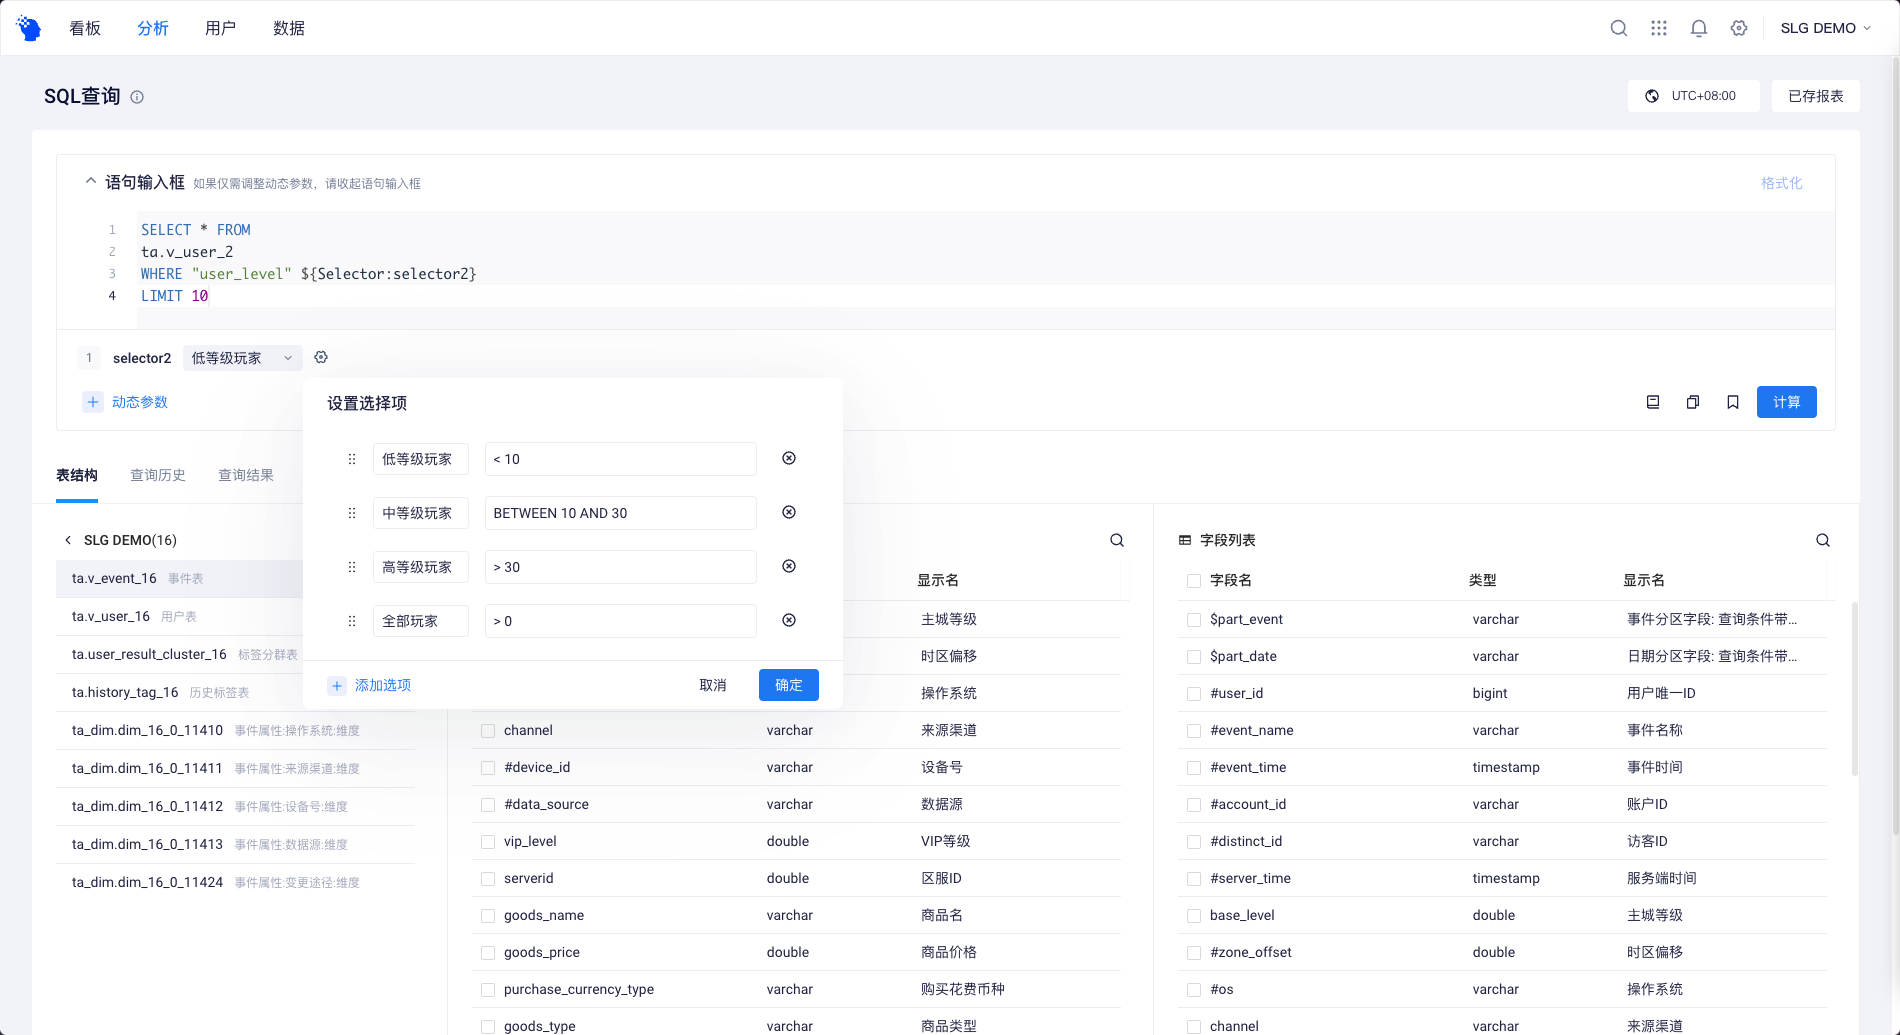 看板 分析 用户 数据 SLG DEMO
SQL查询 UTC+08:00 已存报表
语句输入框 如果仅需调整动态参数，请收起语句输入框 格式化
1 SELECT * FROM
2 ta.v_user_2
3 WHERE "user_level" ${Selector:selector2}
4 LIMIT 10
1 selector2 低等级玩家
动态参数 计算
设置选择项
低等级玩家 < 10
中等级玩家 BETWEEN 10 AND 30
高等级玩家 > 30
全部玩家 > 0
添加选项 取消 确定
表结构 查询历史 查询结果
SLG DEMO(16)
ta.v_event_16 事件表
ta.v_user_16 用户表
ta.user_result_cluster_16 标签分群表
ta.history_tag_16 历史标签表
ta_dim.dim_16_0_11410 事件属性:操作系统:维度
ta_dim.dim_16_0_11411 事件属性:来源渠道:维度
ta_dim.dim_16_0_11412 事件属性:设备号:维度
ta_dim.dim_16_0_11413 事件属性:数据源:维度
ta_dim.dim_16_0_11424 事件属性:变更途径:维度
显示名
主城等级
时区偏移
操作系统
channel varchar 来源渠道
#device_id varchar 设备号
#data_source varchar 数据源
vip_level double VIP等级
serverid double 区服ID
goods_name varchar 商品名
goods_price double 商品价格
purchase_currency_type varchar 购买花费币种
goods_type varchar 商品类型
字段列表
字段名 类型 显示名
$part_event varchar 事件分区字段: 查询条件带...
$part_date varchar 日期分区字段: 查询条件带...
#user_id bigint 用户唯一ID
#event_name varchar 事件名称
#event_time timestamp 事件时间
#account_id varchar 账户ID
#distinct_id varchar 访客ID
#server_time timestamp 服务端时间
base_level double 主城等级
#zone_offset double 时区偏移
#os varchar 操作系统
channel varchar 来源渠道